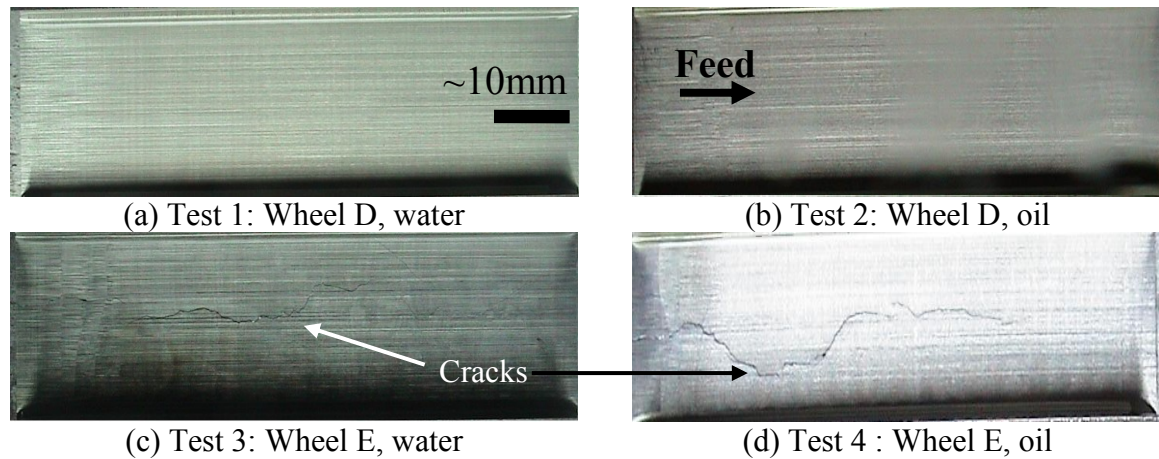 ~10mm
Feed
(a) Test 1: Wheel D, water
(b) Test 2: Wheel D, oil
Cracks
(c) Test 3: Wheel E, water
(d) Test 4 : Wheel E, oil